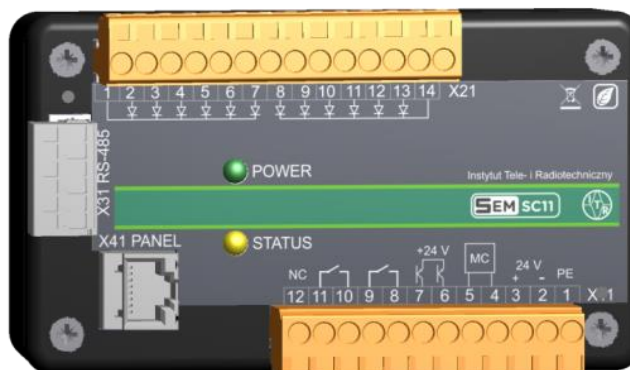 1 2 3 4 5 6 7 8 9 10 11 12 13 14 X21
X31 RS-485
POWER
Instytut Tele- i Radiotechniczny
SEM SC11
ITR
X41 PANEL
STATUS
+24 V
MC
24 V
NC
+ -
PE
12 11 10 9 8 7 6 5 4 3 2 1